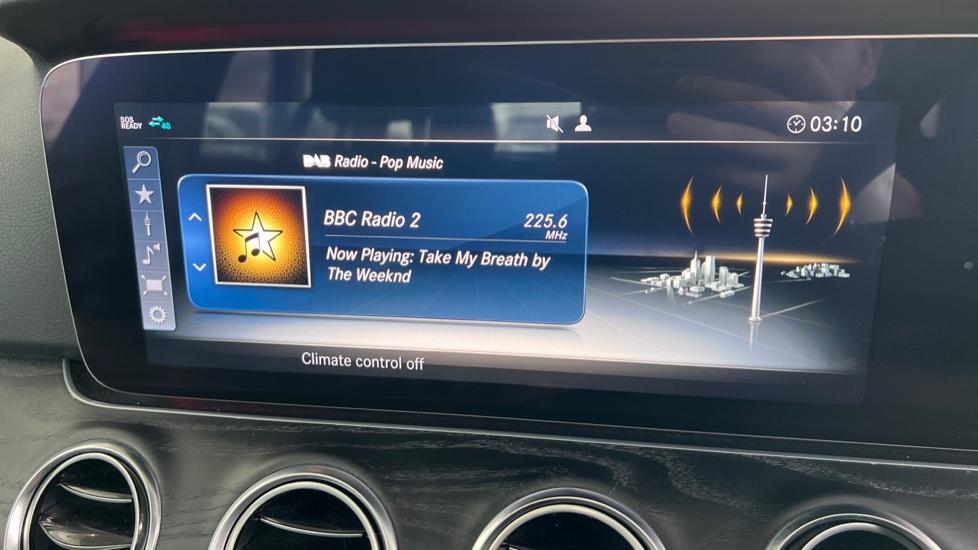 SOS
READY
4G
03:10
DAB Radio - Pop Music
BBC Radio 2
225.6
MHz
Now Playing: Take My Breath by
The Weeknd
Climate control off